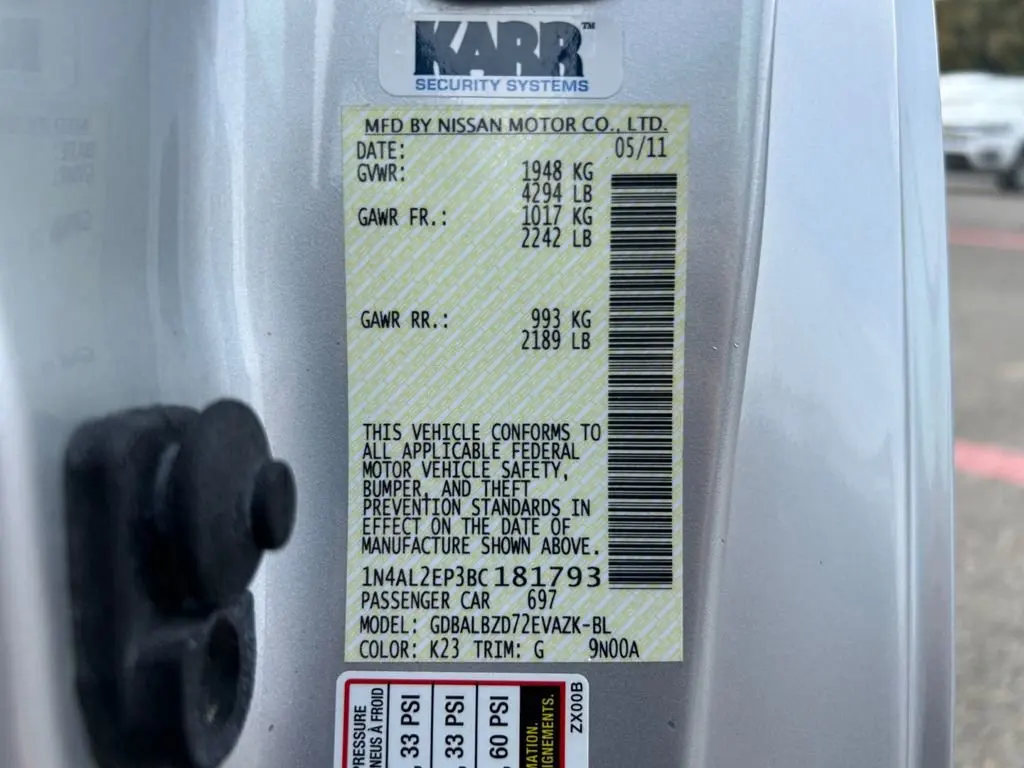 KARR™
SECURITY SYSTEMS
MFD BY NISSAN MOTOR CO., LTD.
DATE: 05/11
GVWR: 1948 KG
4294 LB
GAWR FR.: 1017 KG
2242 LB
GAWR RR.: 993 KG
2189 LB
THIS VEHICLE CONFORMS TO
ALL APPLICABLE FEDERAL
MOTOR VEHICLE SAFETY,
BUMPER, AND THEFT
PREVENTION STANDARDS IN
EFFECT ON THE DATE OF
MANUFACTURE SHOWN ABOVE.
1N4AL2EP3BC181793
PASSENGER CAR 697
MODEL: GDBALBZD72EVAZK-BL
COLOR: K23 TRIM: G 9N00A
PRESSURE
PNEUS À FROID
, 33 PSI
, 33 PSI
, 60 PSI
ZX00B